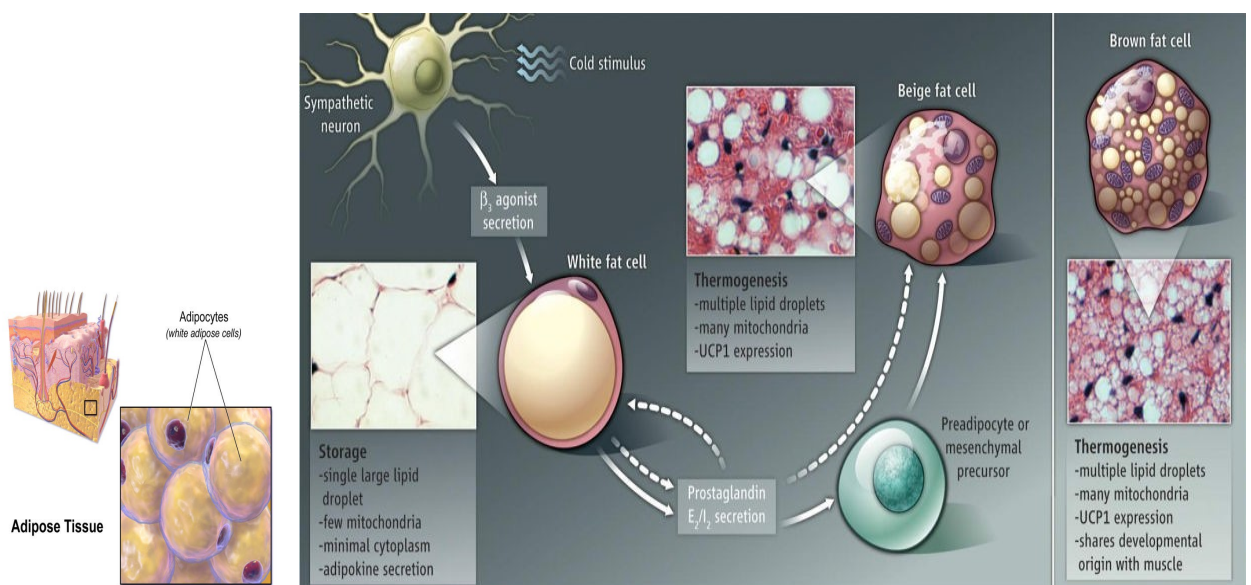 Adipocytes
(white adipose cells)
Adipose Tissue
Sympathetic
neuron
Cold stimulus
β₃ agonist
secretion
White fat cell
Storage
-single large lipid
droplet
-few mitochondria
-minimal cytoplasm
-adipokine secretion
Prostaglandin
E₂/I₂ secretion
Thermogenesis
-multiple lipid droplets
-many mitochondria
-UCP1 expression
Beige fat cell
Preadipocyte or
mesenchymal
precursor
Brown fat cell
Thermogenesis
-multiple lipid droplets
-many mitochondria
-UCP1 expression
-shares developmental
origin with muscle